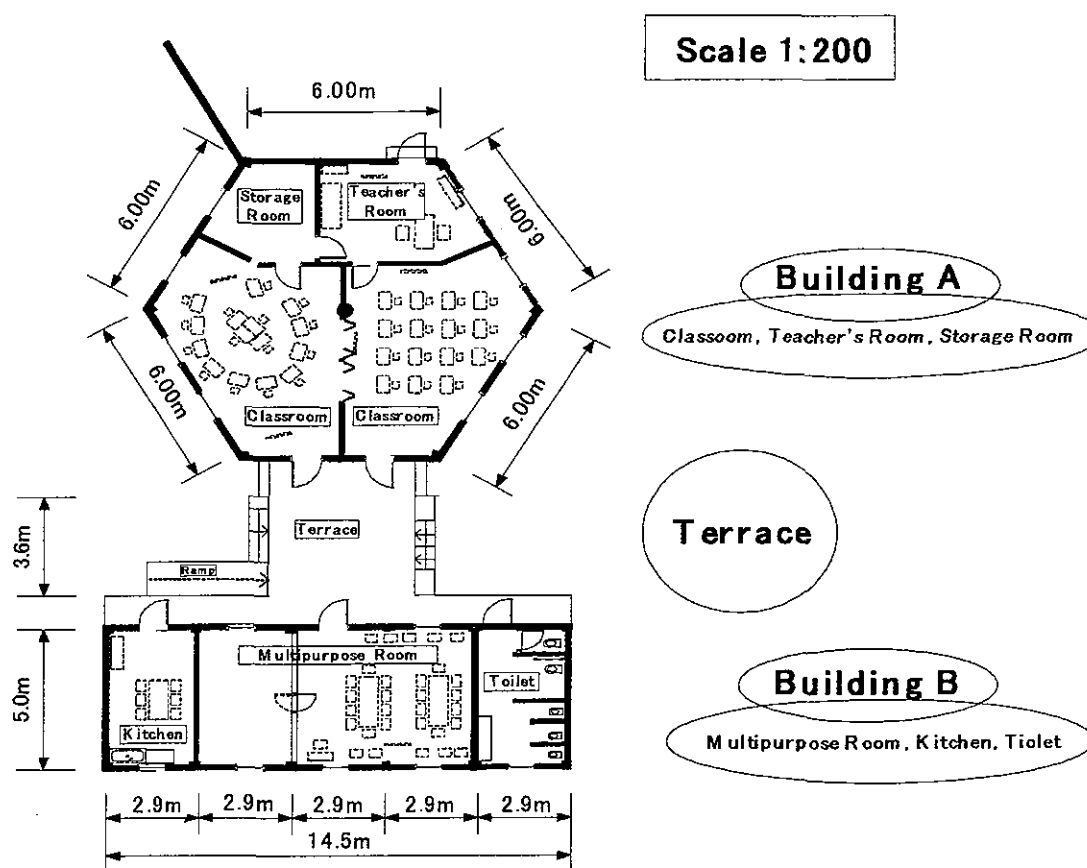 Scale 1:200
6.00m
6.00m
6.00m
Storage
Room
Teacher's
Room
Building A
Classoom, Teacher's Room, Storage Room
6.00m
6.00m
Classroom
Classroom
3.6m
Terrace
Terrace
Ramp
5.0m
Multipurpose Room
Toilet
Kitchen
Building B
Multipurpose Room, Kitchen, Tiolet
2.9m
2.9m
2.9m
2.9m
2.9m
14.5m